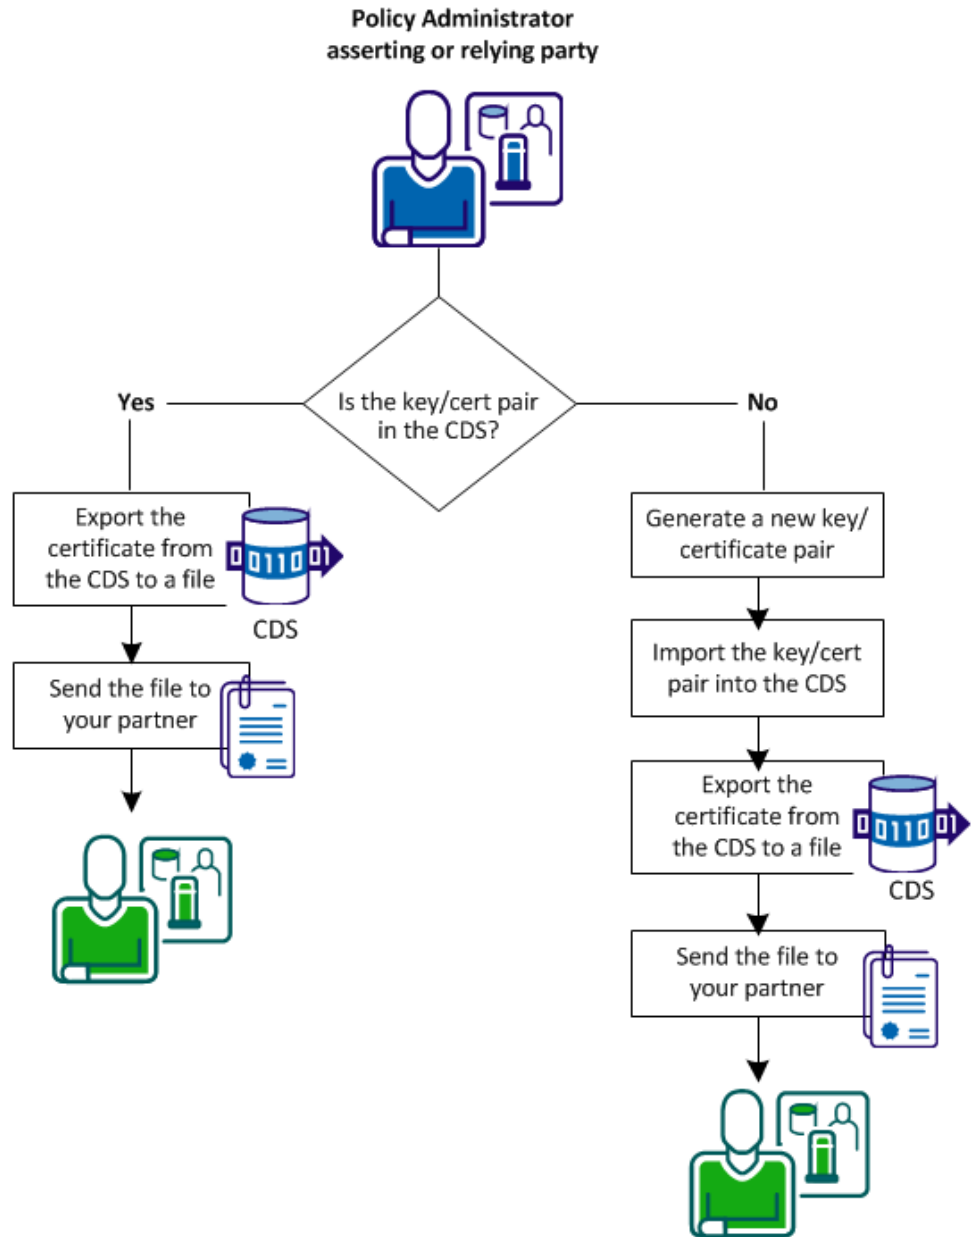 Policy Administrator
asserting or relying party
Is the key/cert pair
in the CDS?
Yes
No
Export the
certificate from
the CDS to a file
0 0110 01
CDS
Send the file to
your partner
Generate a new key/
certificate pair
Import the key/cert
pair into the CDS
Export the
certificate from
the CDS to a file
0 0110 01
CDS
Send the file to
your partner